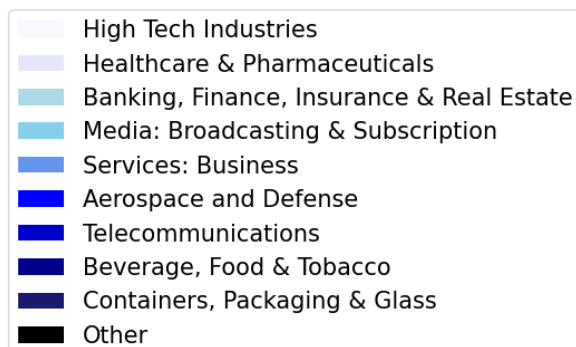 High Tech Industries
Healthcare & Pharmaceuticals
Banking, Finance, Insurance & Real Estate
Media: Broadcasting & Subscription
Services: Business
Aerospace and Defense
Telecommunications
Beverage, Food & Tobacco
Containers, Packaging & Glass
Other